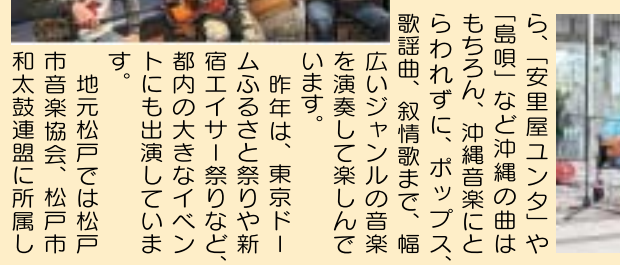 ら、「安里屋ユンタ」や
「島唄」など沖縄の曲は
もちろん、沖縄音楽にと
らわれずに、ポップス、
歌謡曲、叙情歌まで、幅
広いジャンルの音楽
を演奏して楽しんで
います。
昨年は、東京ドー
ムふるさと祭りや新
宿エイサー祭りなど、
都内の大きなイベン
トにも出演していま
す。
地元松戸では松戸
市音楽協会、松戸市
和太鼓連盟に所属し